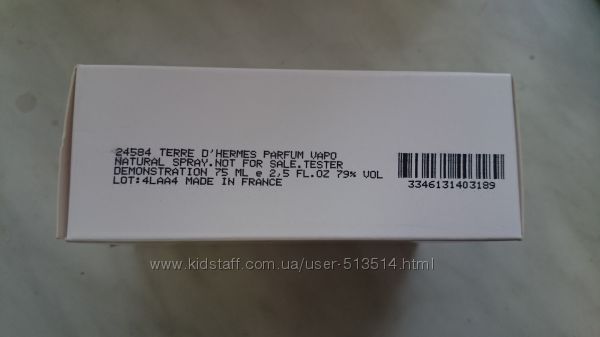 24584 TERRE D'HERMES PARFUM VAPO
NATURAL SPRAY.NOT FOR SALE.TESTER
DEMONSTRATION 75 ML e 2,5 FL.OZ 79% VOL
LOT:4LAA4 MADE IN FRANCE
3346131403189
www.kidstaff.com.ua/user-513514.html